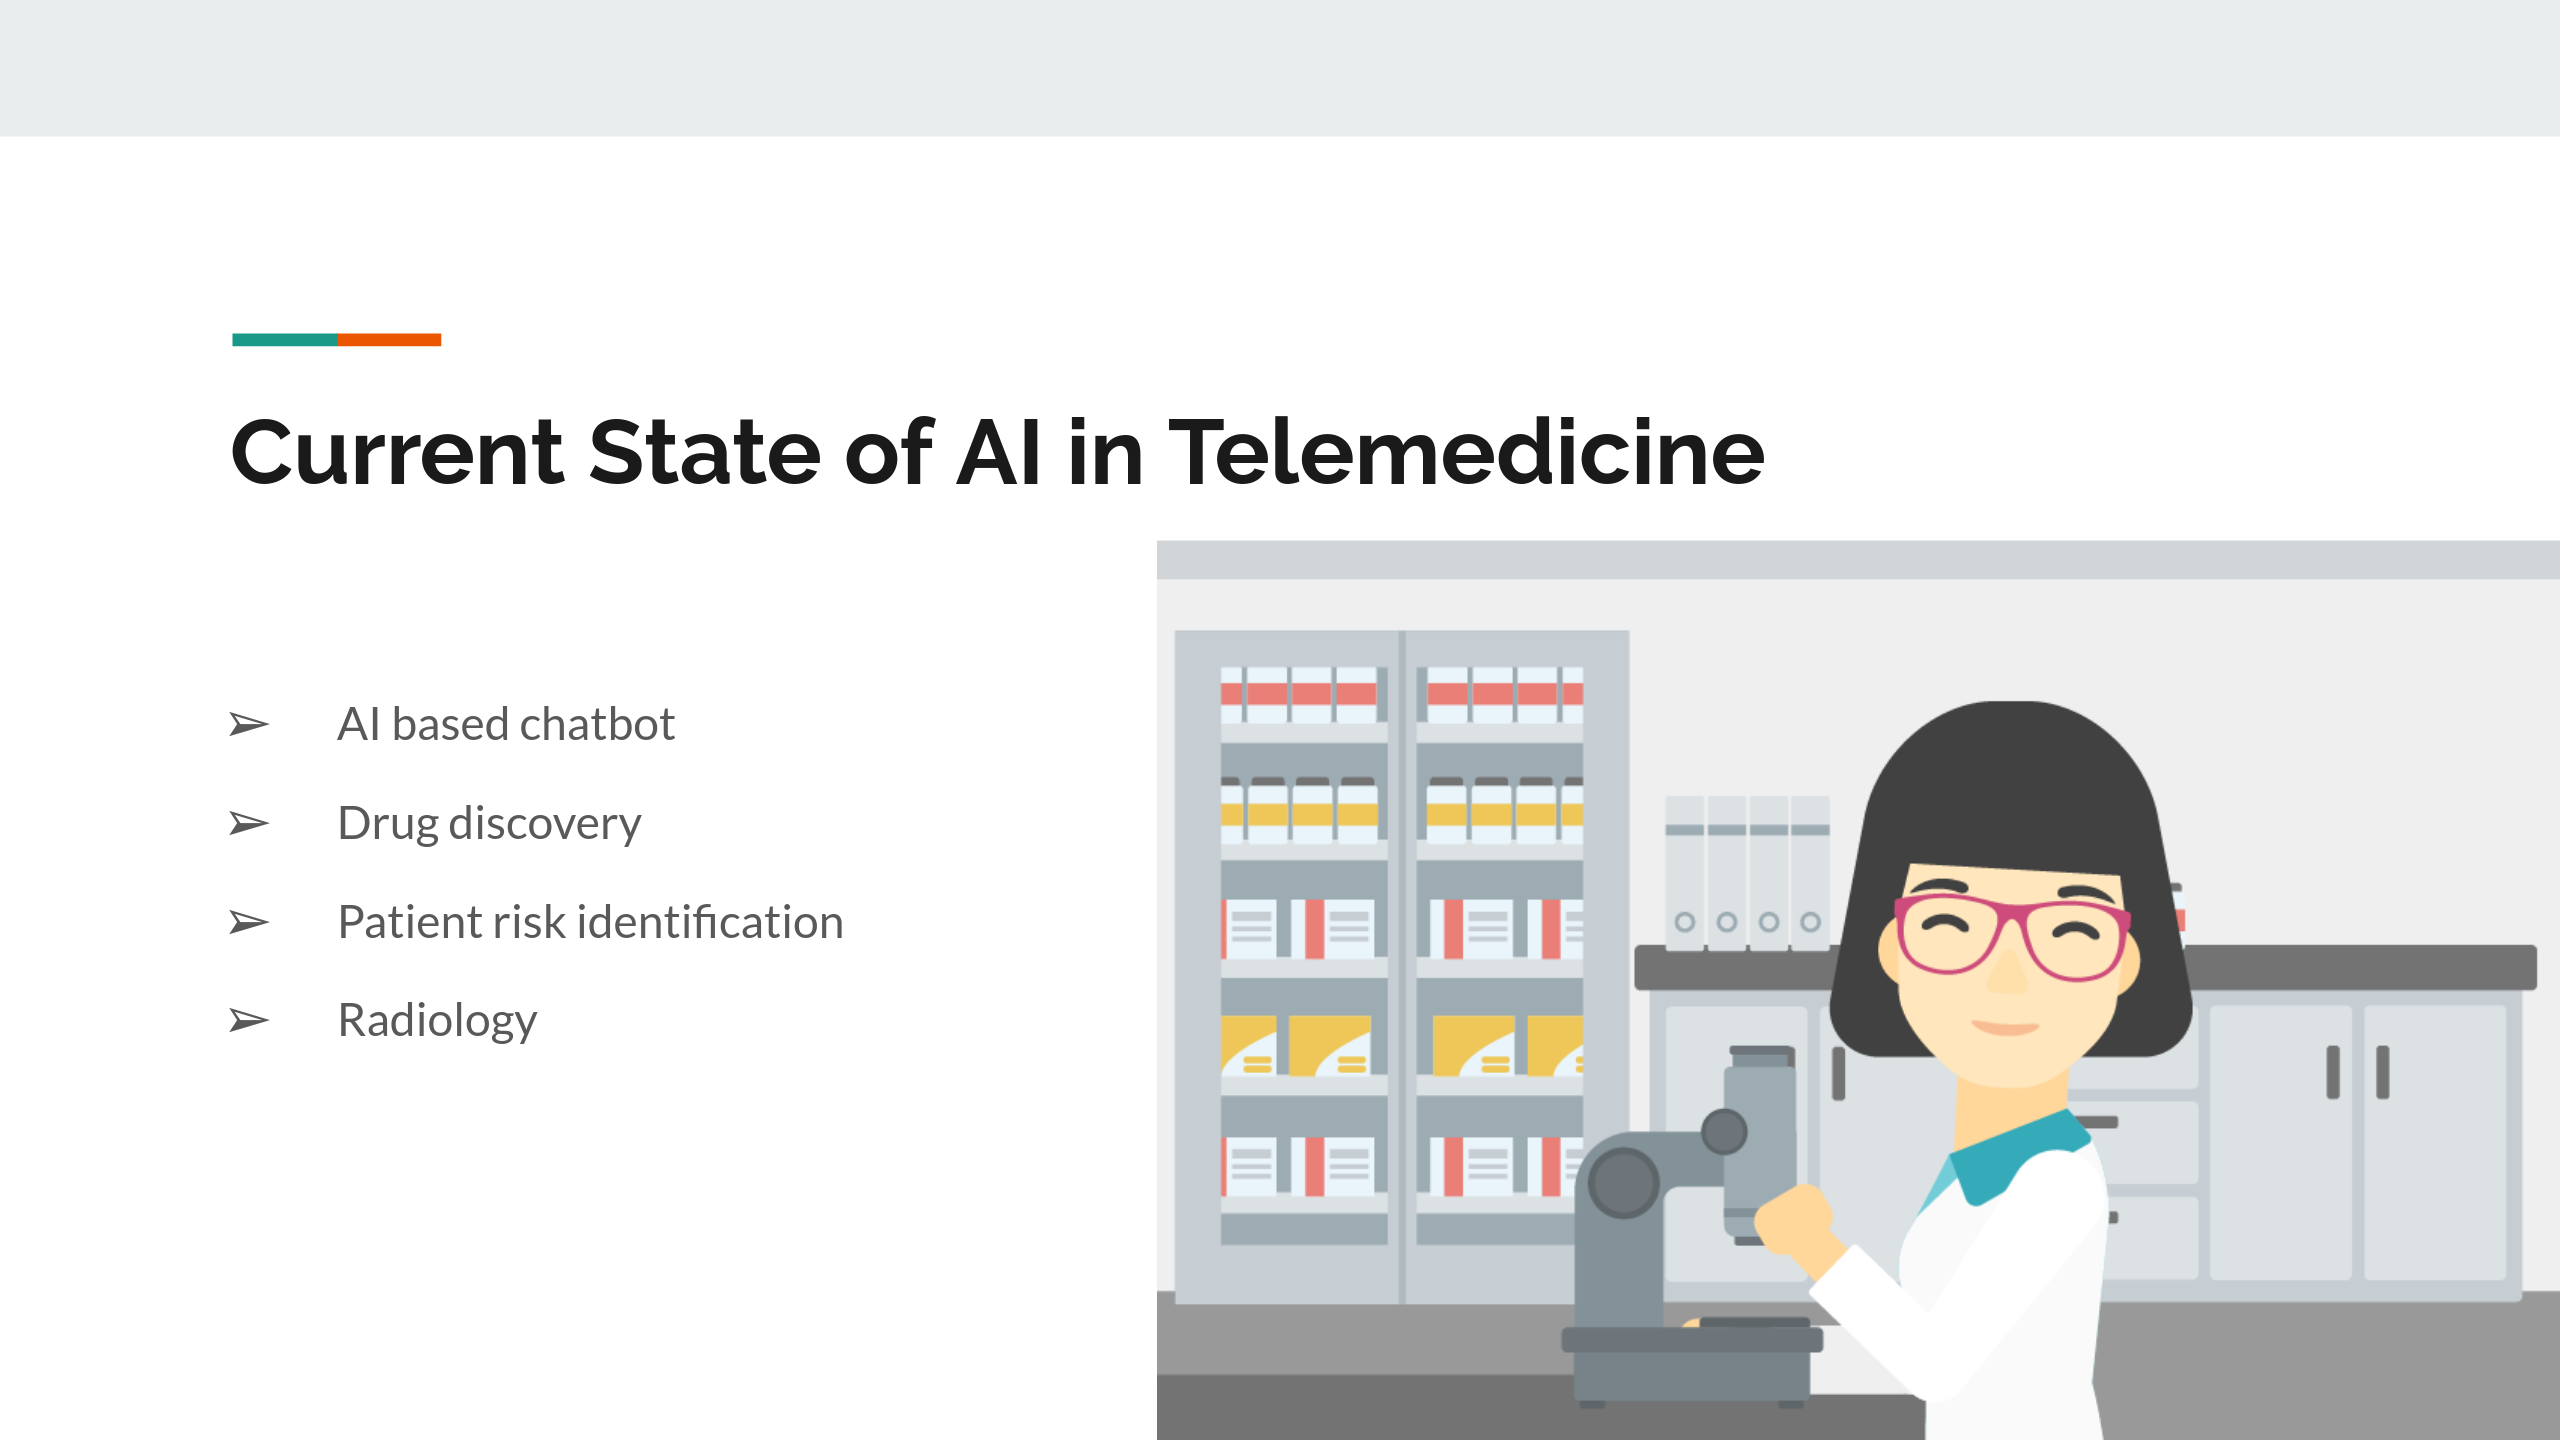 Current State of AI in Telemedicine
➢ AI based chatbot
➢ Drug discovery
➢ Patient risk identification
➢ Radiology